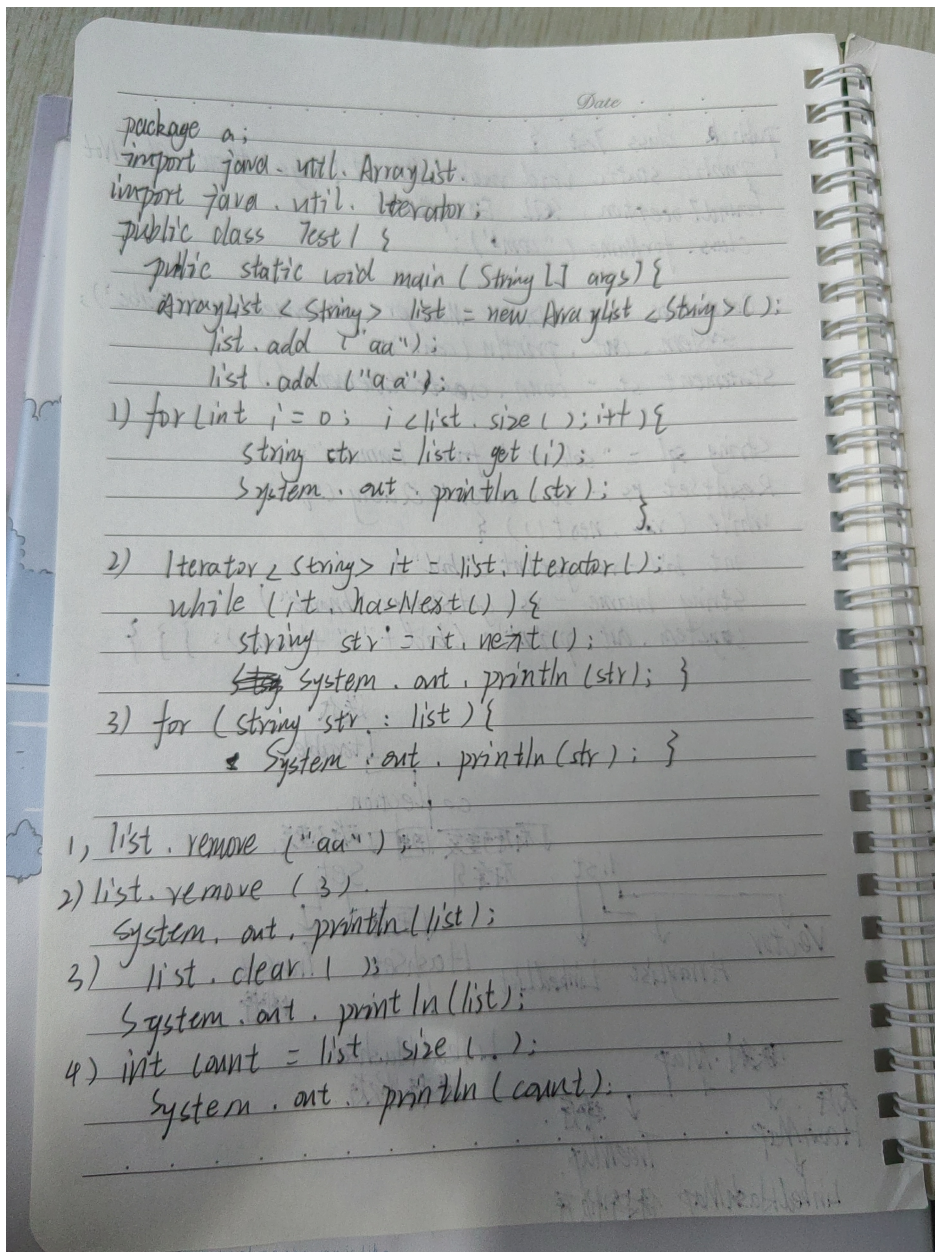 Date
package a;
import java. util. ArrayList.
import java. util. Iterator;
public class Test1 {
public static void main (String [] args) {
ArrayList < String > list = new ArrayList < String > ();
list. add ("aa");
list. add ("aa");
1) for (int i = 0; i < list. size (); i++) {
string str = list. get (i);
System. out. println (str);
}.
2) Iterator < string> it = list. Iterator ();
while (it. hasNext ()) {
string str = it. next ();
System. out. println (str); }
3) for (string str : list) {
System. out. println (str); }
1, list. remove ("aa")
2) list. remove (3).
system. out. println (list);
3) list. clear ( );
System. out. println (list);
4) int count = list size ( . );
System. out. println (count);